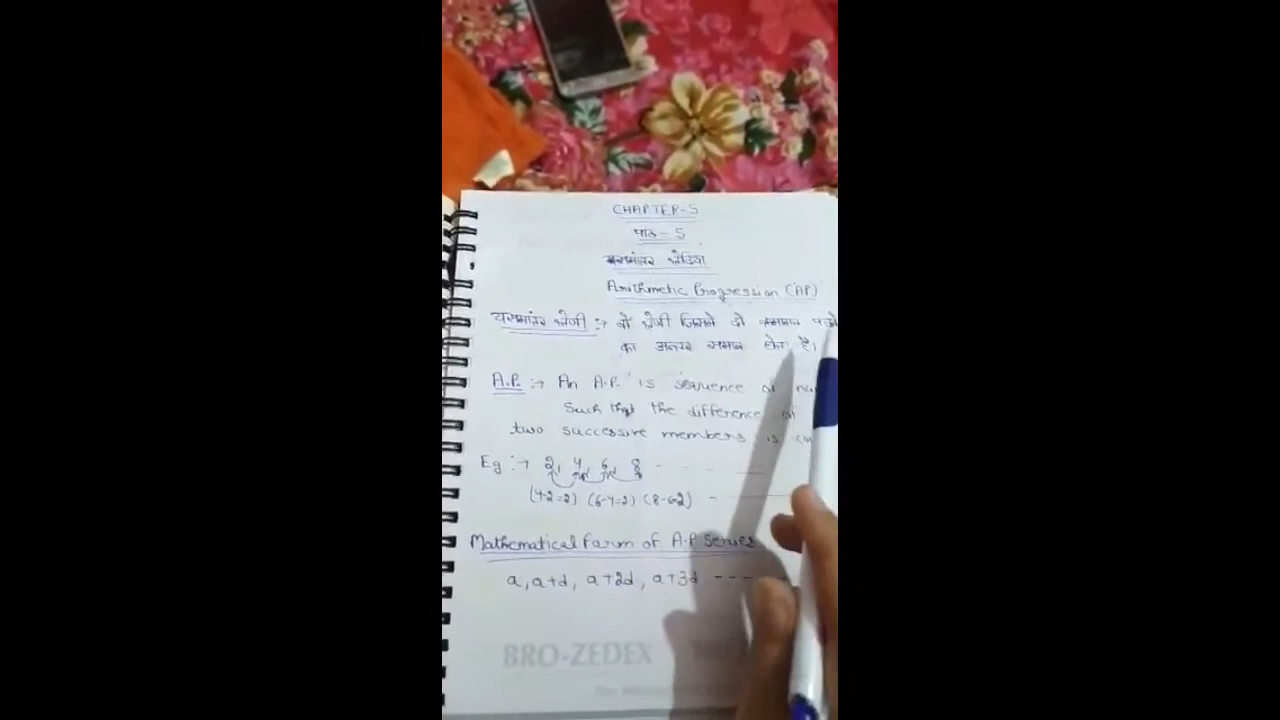 CHAPTER-5
पाठ - 5
समांतर श्रेढियां
Arithmetic Progression (AP)
समांतर श्रेणी :→ वो श्रेणी जिसमे दो पदो
का अन्तर समान होता है।
A.P. :→ An A.P. is sequence of
Such that the difference of
two successive members is
Eg :→ 2, 4, 6, 8 - - - - -
(4-2=2) (6-4=2) (8-6=2) - - - - -
Mathematical Form of A.P Series
a, a+d, a+2d, a+3d - - - - -
BRO-ZEDEX